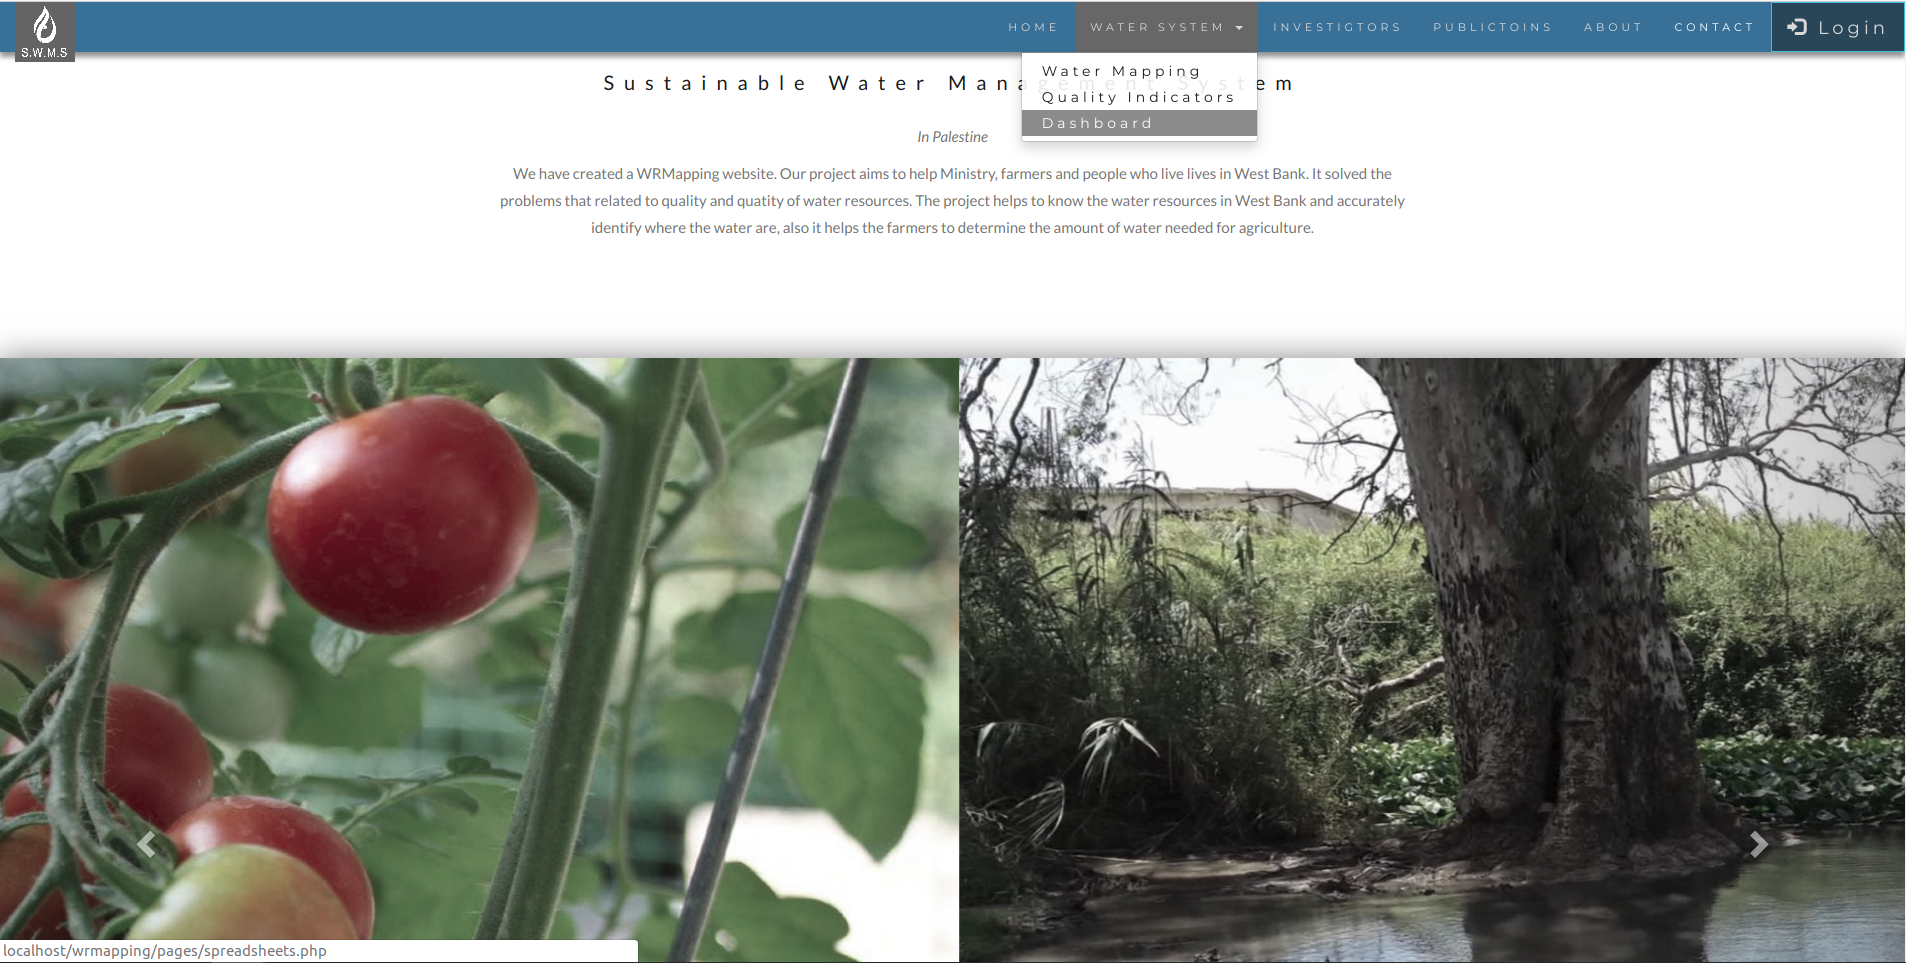 S.W.M.S
HOME WATER SYSTEM INVESTIGTORS PUBLICTOINS ABOUT CONTACT Login
Water Mapping
Quality Indicators
Dashboard
Sustainable Water Management System
In Palestine
We have created a WRMapping website. Our project aims to help Ministry, farmers and people who live lives in West Bank. It solved the
problems that related to quality and quatity of water resources. The project helps to know the water resources in West Bank and accurately
identify where the water are, also it helps the farmers to determine the amount of water needed for agriculture.
localhost/wrmapping/pages/spreadsheets.php